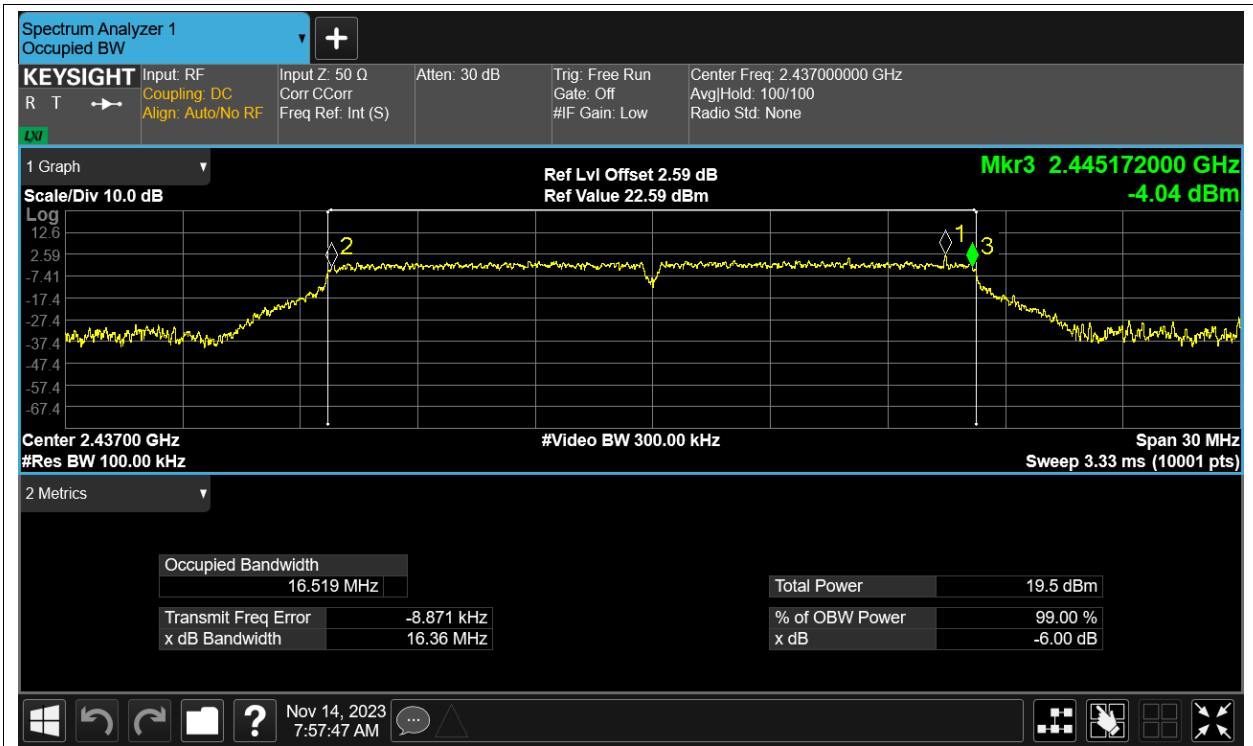 Spectrum Analyzer 1
Occupied BW
KEYSIGHT
R T
LXI
Input: RF
Coupling: DC
Align: Auto/No RF
Input Z: 50 Ω
Corr CCorr
Freq Ref: Int (S)
Atten: 30 dB
Trig: Free Run
Gate: Off
#IF Gain: Low
Center Freq: 2.437000000 GHz
Avg|Hold: 100/100
Radio Std: None
1 Graph
Scale/Div 10.0 dB
Ref Lvl Offset 2.59 dB
Ref Value 22.59 dBm
Mkr3 2.445172000 GHz
-4.04 dBm
Log
12.6
2.59
-7.41
-17.4
-27.4
-37.4
-47.4
-57.4
-67.4
2
1
3
Center 2.43700 GHz
#Res BW 100.00 kHz
#Video BW 300.00 kHz
Span 30 MHz
Sweep 3.33 ms (10001 pts)
2 Metrics
Occupied Bandwidth
16.519 MHz
Transmit Freq Error -8.871 kHz
x dB Bandwidth 16.36 MHz
Total Power 19.5 dBm
% of OBW Power 99.00 %
x dB -6.00 dB
?
Nov 14, 2023
7:57:47 AM